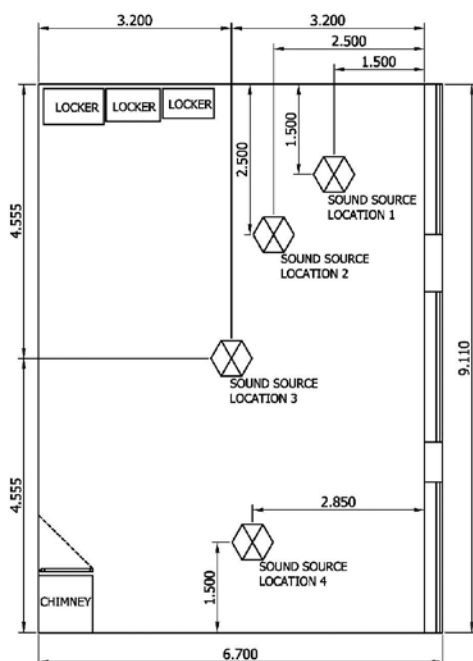 3.200
3.200
2.500
1.500
LOCKER
LOCKER
LOCKER
1.500
2.500
4.555
SOUND SOURCE
LOCATION 1
SOUND SOURCE
LOCATION 2
9.110
SOUND SOURCE
LOCATION 3
4.555
2.850
SOUND SOURCE
LOCATION 4
1.500
CHIMNEY
6.700